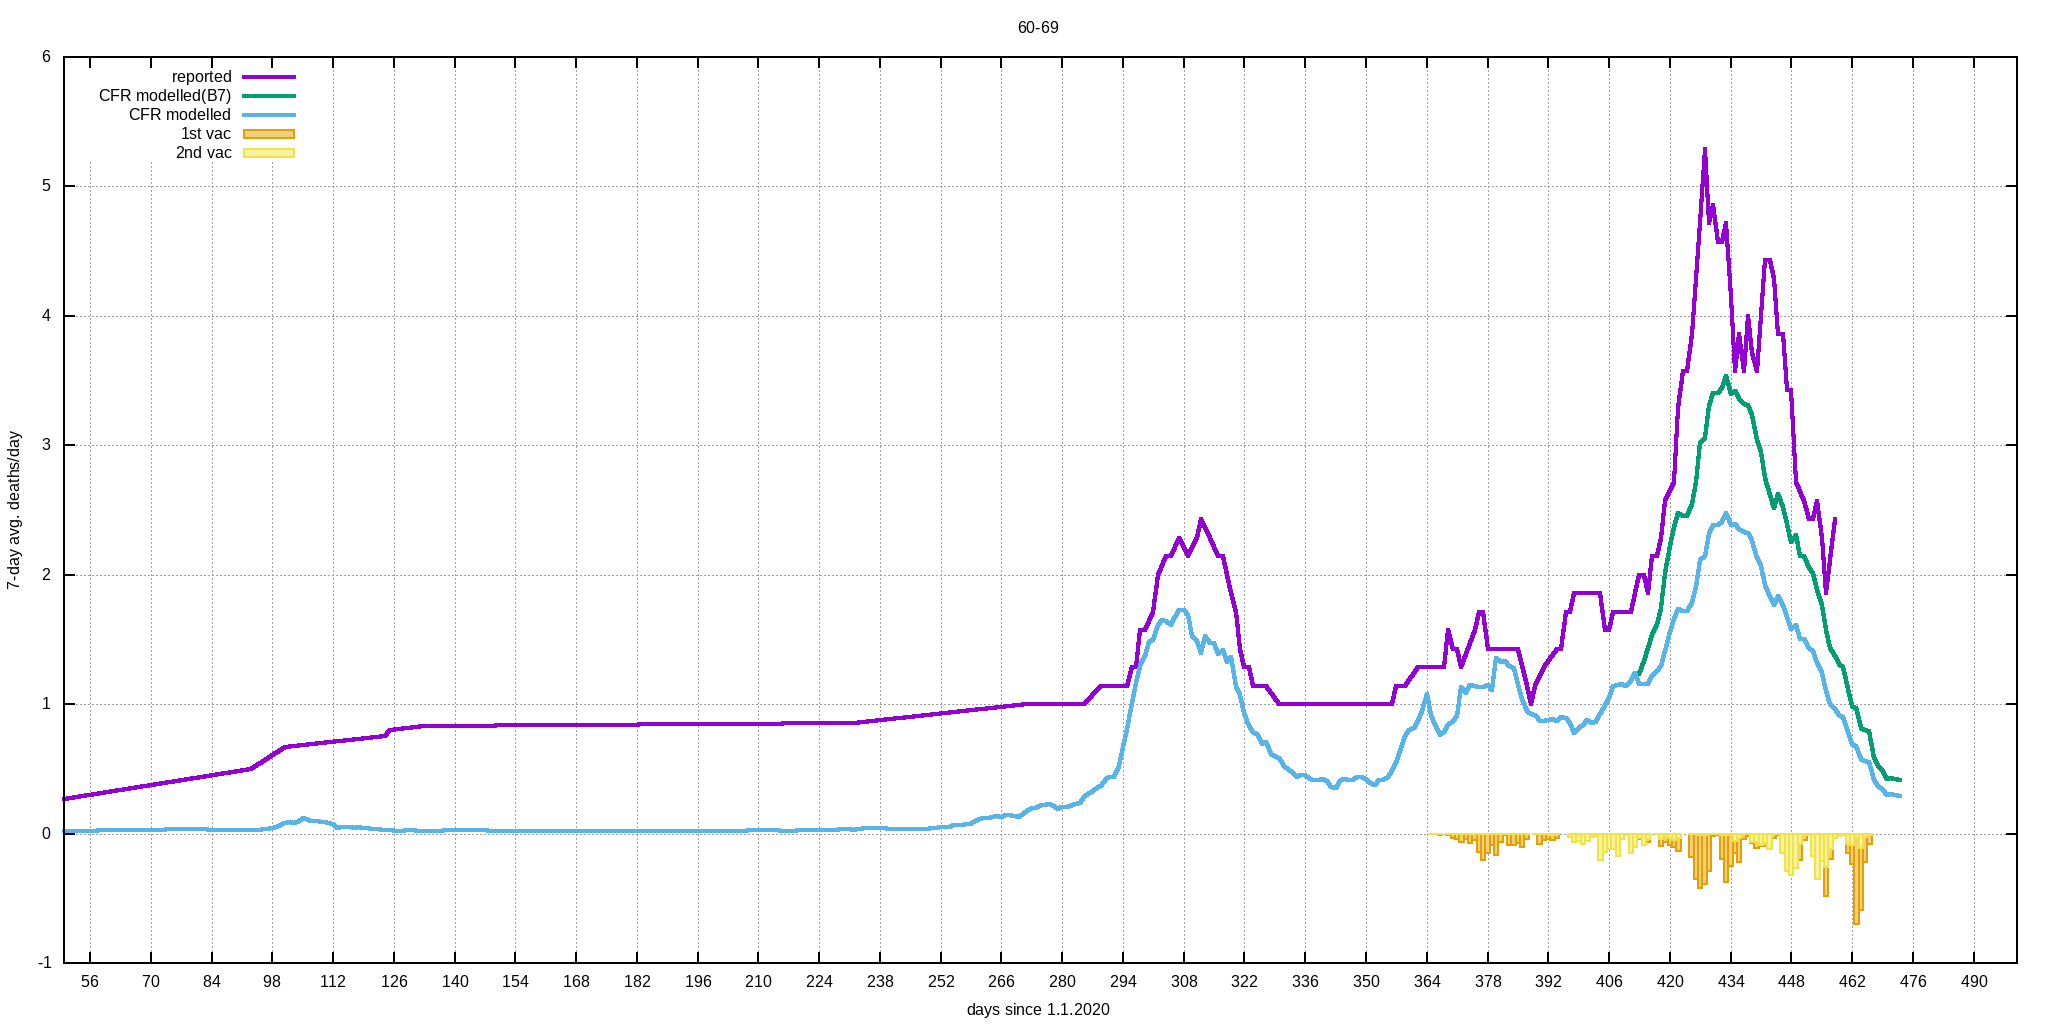 60-69
6
5
4
3
2
1
0
-1
7-day avg. deaths/day
reported
CFR modelled(B7)
CFR modelled
1st vac
2nd vac
56 70 84 98 112 126 140 154 168 182 196 210 224 238 252 266 280 294 308 322 336 350 364 378 392 406 420 434 448 462 476 490
days since 1.1.2020